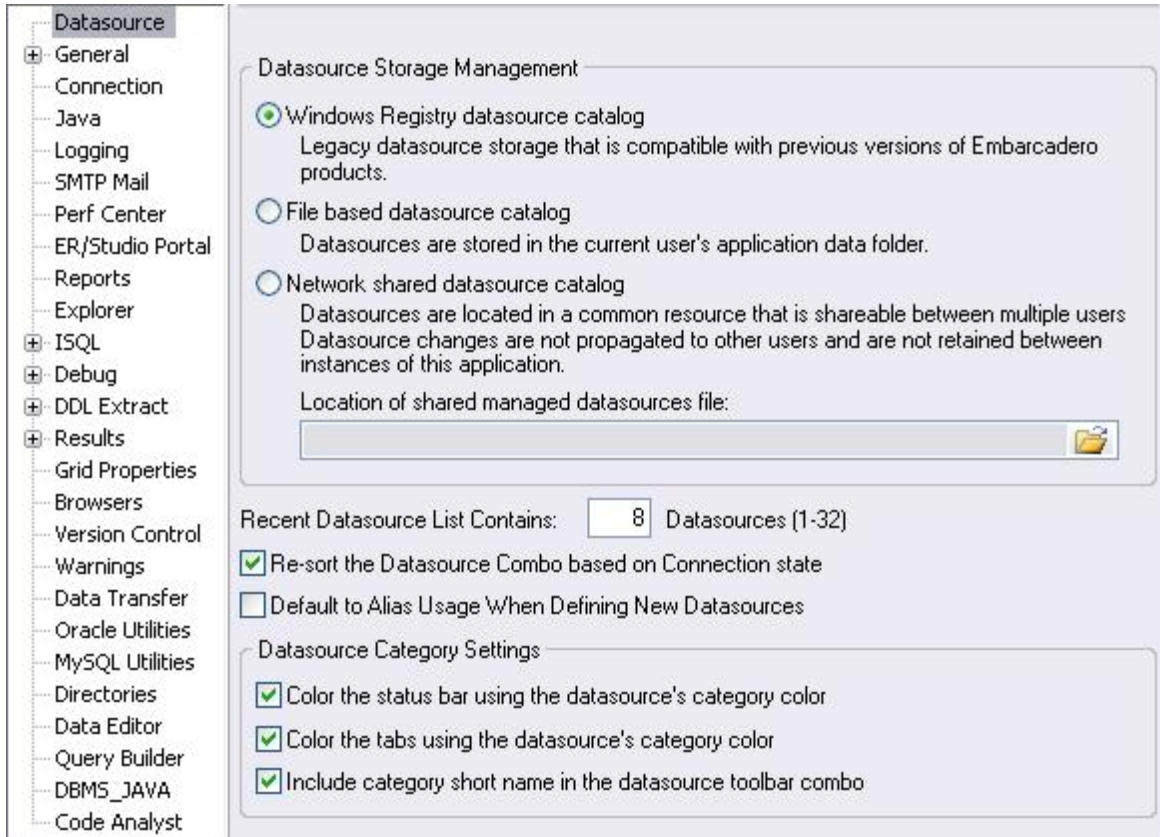 Datasource
General
Connection
Java
Logging
SMTP Mail
Perf Center
ER/Studio Portal
Reports
Explorer
ISQL
Debug
DDL Extract
Results
Grid Properties
Browsers
Version Control
Warnings
Data Transfer
Oracle Utilities
MySQL Utilities
Directories
Data Editor
Query Builder
DBMS_JAVA
Code Analyst
Datasource Storage Management
Windows Registry datasource catalog
Legacy datasource storage that is compatible with previous versions of Embarcadero
products.
File based datasource catalog
Datasources are stored in the current user's application data folder.
Network shared datasource catalog
Datasources are located in a common resource that is shareable between multiple users
Datasource changes are not propagated to other users and are not retained between
instances of this application.
Location of shared managed datasources file:
Recent Datasource List Contains: 8 Datasources (1-32)
Re-sort the Datasource Combo based on Connection state
Default to Alias Usage When Defining New Datasources
Datasource Category Settings
Color the status bar using the datasource's category color
Color the tabs using the datasource's category color
Include category short name in the datasource toolbar combo